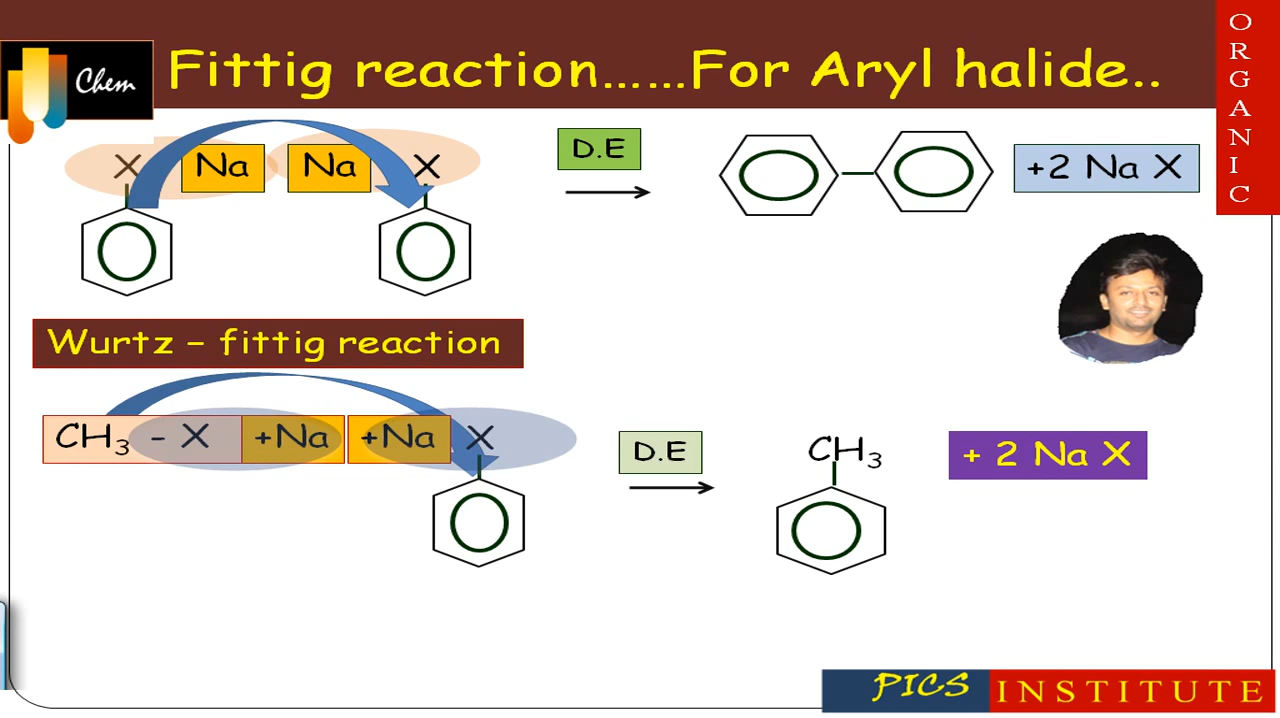 Fittig reaction......For Aryl halide..
Chem
ORGANIC
X Na Na X
D.E
+2 Na X
Wurtz – fittig reaction
CH3 - X +Na +Na X
D.E
CH3
+ 2 Na X
PICS INSTITUTE